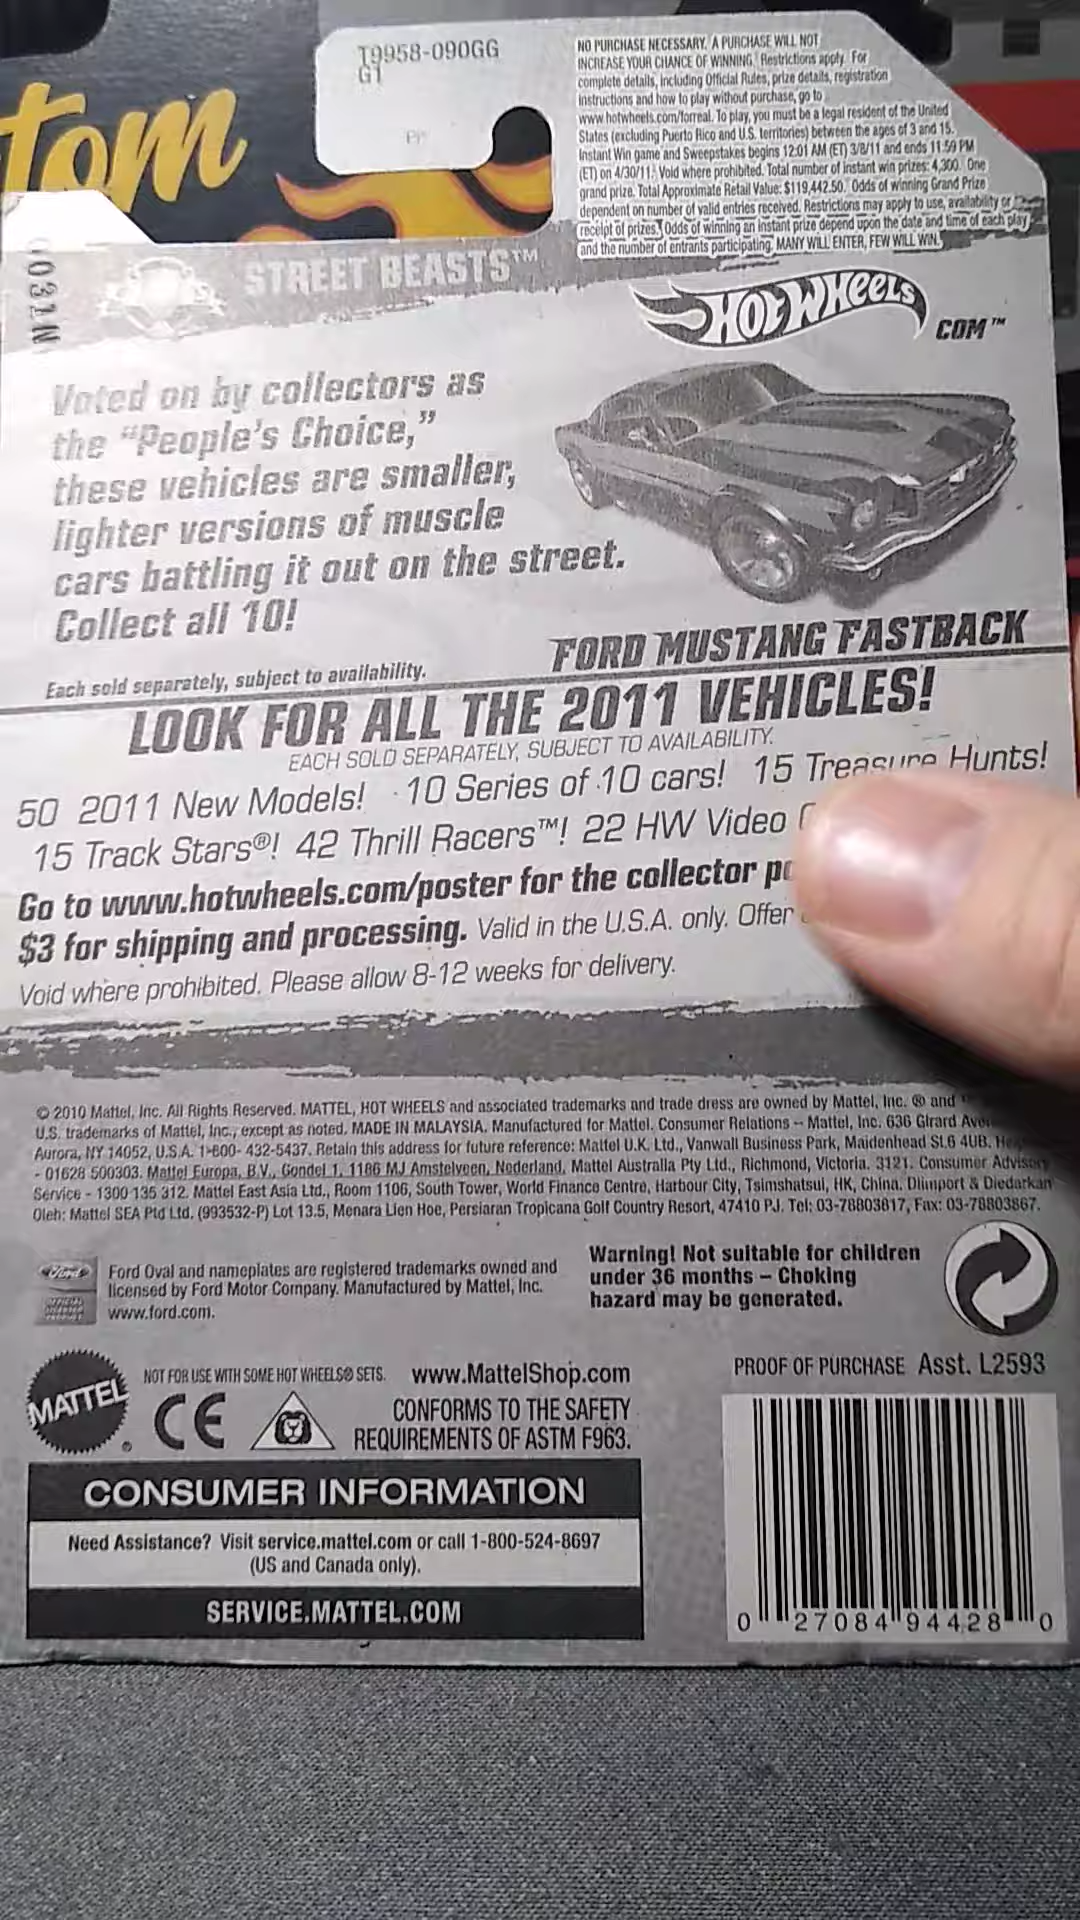 tom
T9958-090GG
G1
PP
NO PURCHASE NECESSARY. A PURCHASE WILL NOT
INCREASE YOUR CHANCE OF WINNING. Restrictions apply. For
complete details, including Official Rules, prize details, registration
instructions and how to play without purchase, go to
www.hotwheels.com/forreal. To play, you must be a legal resident of the United
States (excluding Puerto Rico and U.S. territories) between the ages of 3 and 15.
Instant Win game and Sweepstakes begins 12:01 AM (ET) 3/8/11 and ends 11:59 PM
(ET) on 4/30/11. Void where prohibited. Total number of instant win prizes: 4,300. One
grand prize. Total Approximate Retail Value: $119,442.50. Odds of winning Grand Prize
dependent on number of valid entries received. Restrictions may apply to use, availability or
receipt of prizes. Odds of winning an instant prize depend upon the date and time of each play
and the number of entrants participating. MANY WILL ENTER, FEW WILL WIN.
STREET BEASTS™
HOT WHEELS
COM™
Voted on by collectors as
the “People's Choice,”
these vehicles are smaller,
lighter versions of muscle
cars battling it out on the street.
Collect all 10!
FORD MUSTANG FASTBACK
Each sold separately, subject to availability.
LOOK FOR ALL THE 2011 VEHICLES!
EACH SOLD SEPARATELY, SUBJECT TO AVAILABILITY.
50 2011 New Models! 10 Series of 10 cars! 15 Treasure Hunts!
15 Track Stars®! 42 Thrill Racers™! 22 HW Video
Go to www.hotwheels.com/poster for the collector
$3 for shipping and processing. Valid in the U.S.A. only. Offer
Void where prohibited. Please allow 8-12 weeks for delivery.
© 2010 Mattel, Inc. All Rights Reserved. MATTEL, HOT WHEELS and associated trademarks and trade dress are owned by Mattel, Inc. ® and
U.S. trademarks of Mattel, Inc., except as noted. MADE IN MALAYSIA. Manufactured for Mattel. Consumer Relations – Mattel, Inc. 636 Girard
Aurora, NY 14052, U.S.A. 1-800- 432-5437. Retain this address for future reference: Mattel U.K. Ltd., Vanwall Business Park, Maidenhead SL6 4UB.
- 01628 500303. Mattel Europa, B.V., Gondel 1, 1186 MJ Amstelveen, Nederland. Mattel Australia Pty Ltd., Richmond, Victoria. 3121. Consumer Advisory
Service - 1300 135 312. Mattel East Asia Ltd., Room 1106, South Tower, World Finance Centre, Harbour City, Tsimshatsui, HK, China. Diimport & Diedarkan
Oleh: Mattel SEA Ptd Ltd. (993532-P) Lot 13.5, Menara Lien Hoe, Persiaran Tropicana Golf Country Resort, 47410 PJ. Tel: 03-78803817, Fax: 03-78803867.
Ford
Ford Oval and nameplates are registered trademarks owned and
licensed by Ford Motor Company. Manufactured by Mattel, Inc.
www.ford.com.
Warning! Not suitable for children
under 36 months – Choking
hazard may be generated.
MATTEL
NOT FOR USE WITH SOME HOT WHEELS® SETS.
www.MattelShop.com
CE
CONFORMS TO THE SAFETY
REQUIREMENTS OF ASTM F963.
PROOF OF PURCHASE Asst. L2593
CONSUMER INFORMATION
Need Assistance? Visit service.mattel.com or call 1-800-524-8697
(US and Canada only).
SERVICE.MATTEL.COM
0 27084 94428 0